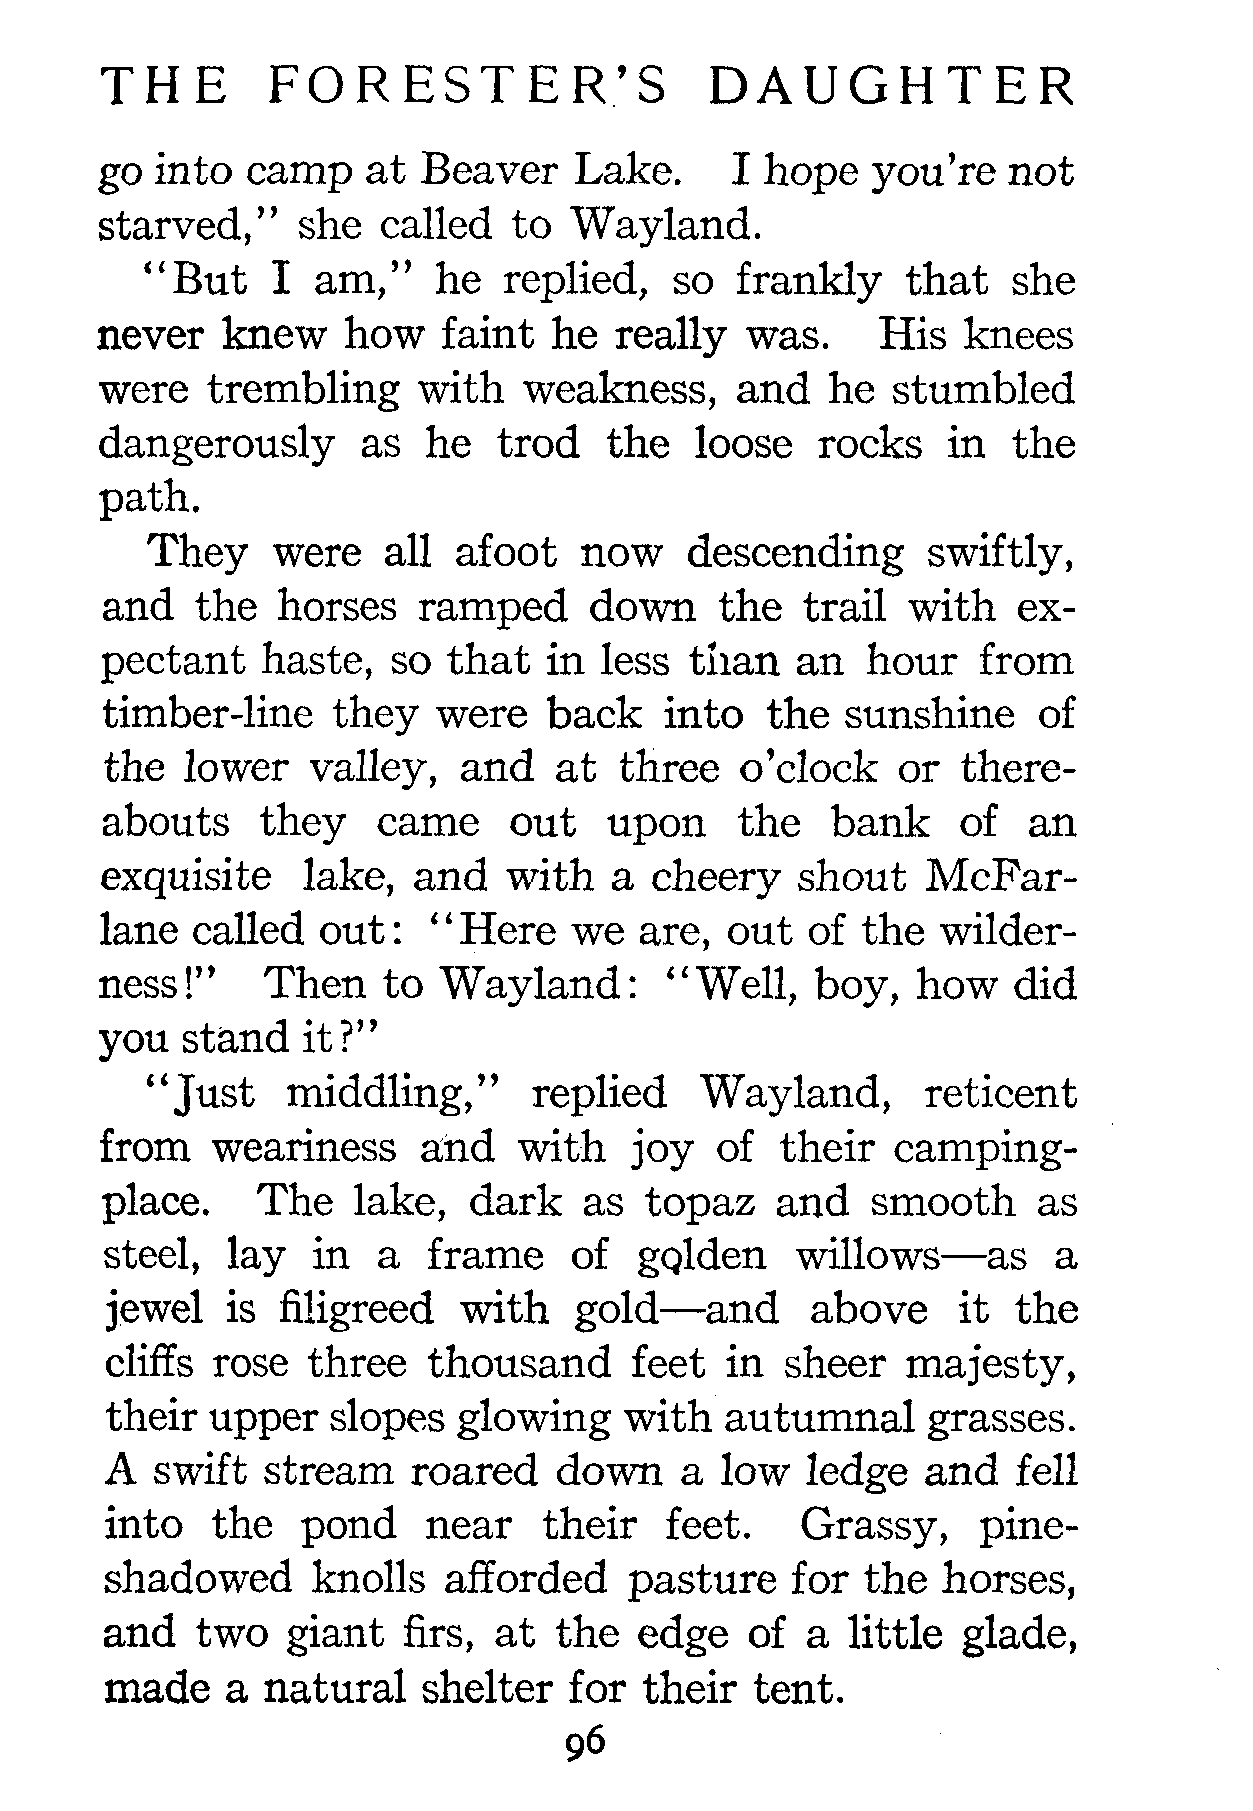 THE FORESTER'S DAUGHTER
go into camp at Beaver Lake. I hope you're not
starved," she called to Wayland.
"But I am," he replied, so frankly that she
never knew how faint he really was. His knees
were trembling with weakness, and he stumbled
dangerously as he trod the loose rocks in the
path.
They were all afoot now descending swiftly,
and the horses ramped down the trail with ex-
pectant haste, so that in less than an hour from
timber-line they were back into the sunshine of
the lower valley, and at three o'clock or there-
abouts they came out upon the bank of an
exquisite lake, and with a cheery shout McFar-
lane called out: "Here we are, out of the wilder-
ness!" Then to Wayland: "Well, boy, how did
you stand it?"
"Just middling," replied Wayland, reticent
from weariness and with joy of their camping-
place. The lake, dark as topaz and smooth as
steel, lay in a frame of golden willows—as a
jewel is filigreed with gold—and above it the
cliffs rose three thousand feet in sheer majesty,
their upper slopes glowing with autumnal grasses.
A swift stream roared down a low ledge and fell
into the pond near their feet. Grassy, pine-
shadowed knolls afforded pasture for the horses,
and two giant firs, at the edge of a little glade,
made a natural shelter for their tent.
96